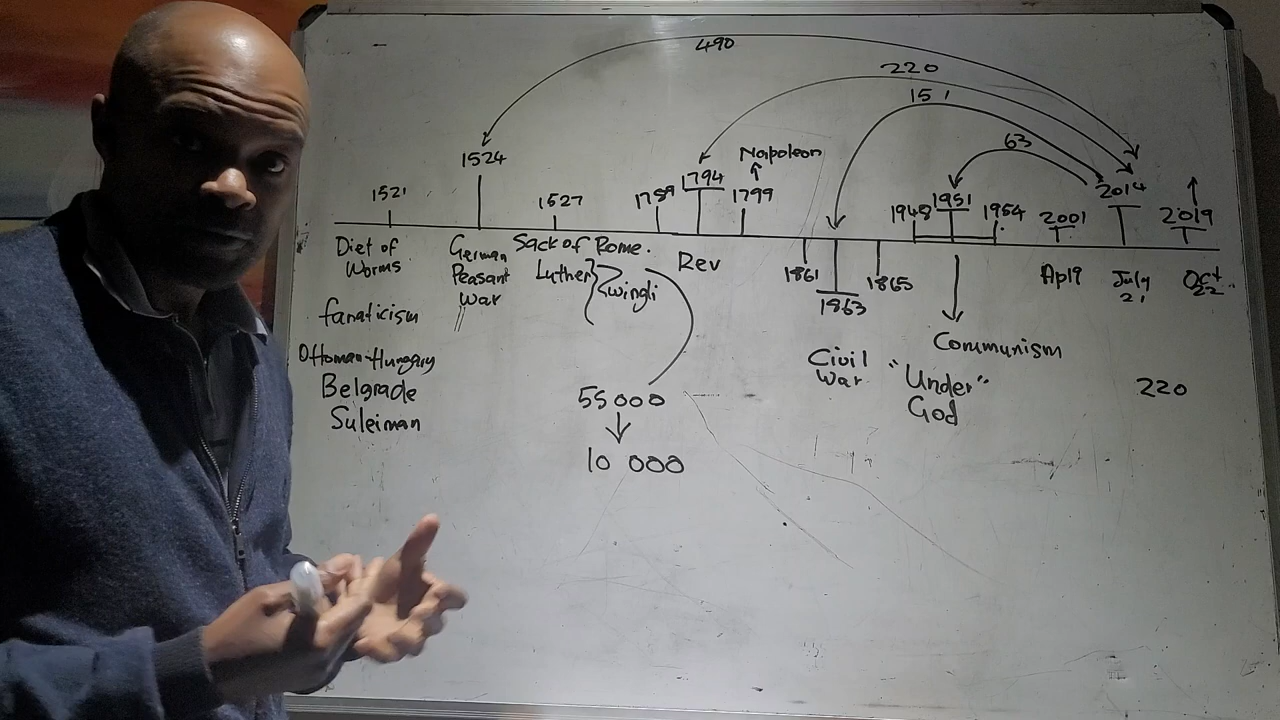 490
220
151
63
1524
Napoleon
1521
1527
1789
1794
1799
1948
1951
1954
2001
2014
2019
Diet of
Worms
German
Peasant
War
Sack of Rome.
Luther
Zwingli
Rev
1861
1863
1865
Ap19
July
21
Oct
22
fanaticism
Ottoman-Hungary
Belgrade
Suleiman
55000
10 000
Civil
War
Communism
"Under"
God
220